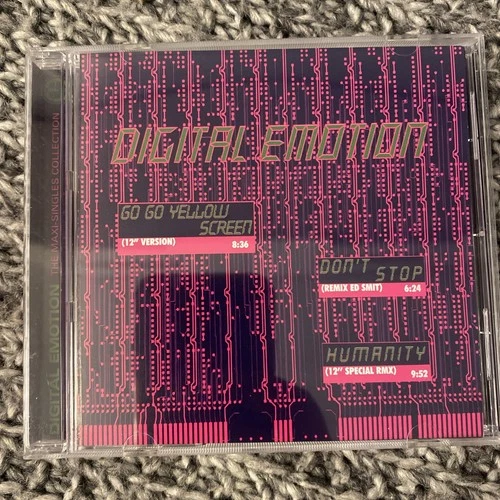 DIGITAL EMOTION THE MAXI-SINGLES COLLECTION
DIGITAL EMOTION
GO GO YELLOW
SCREEN
(12" VERSION) 8:36
DON'T
STOP
(REMIX ED SMIT) 6:24
HUMANITY
(12" SPECIAL RMX) 9:52